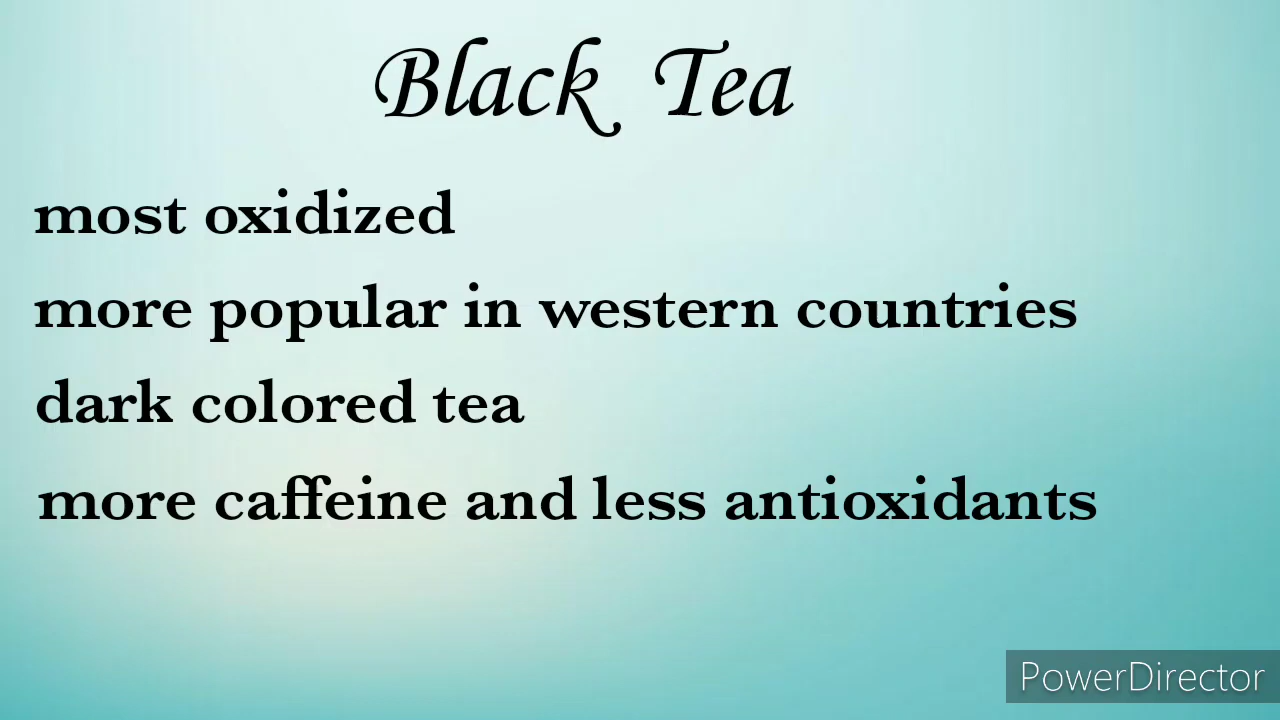 Black Tea
most oxidized
more popular in western countries
dark colored tea
more caffeine and less antioxidants
PowerDirector